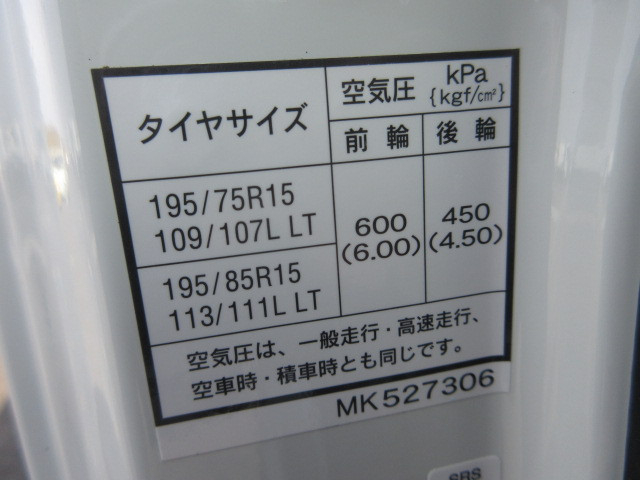 タイヤサイズ
空気圧 kPa
{kgf/cm²}
前輪 後輪
195/75R15
109/107L LT
195/85R15
113/111L LT
600
(6.00)
450
(4.50)
空気圧は、一般走行・高速走行、
空車時・積車時とも同じです。
MK527306
SRS